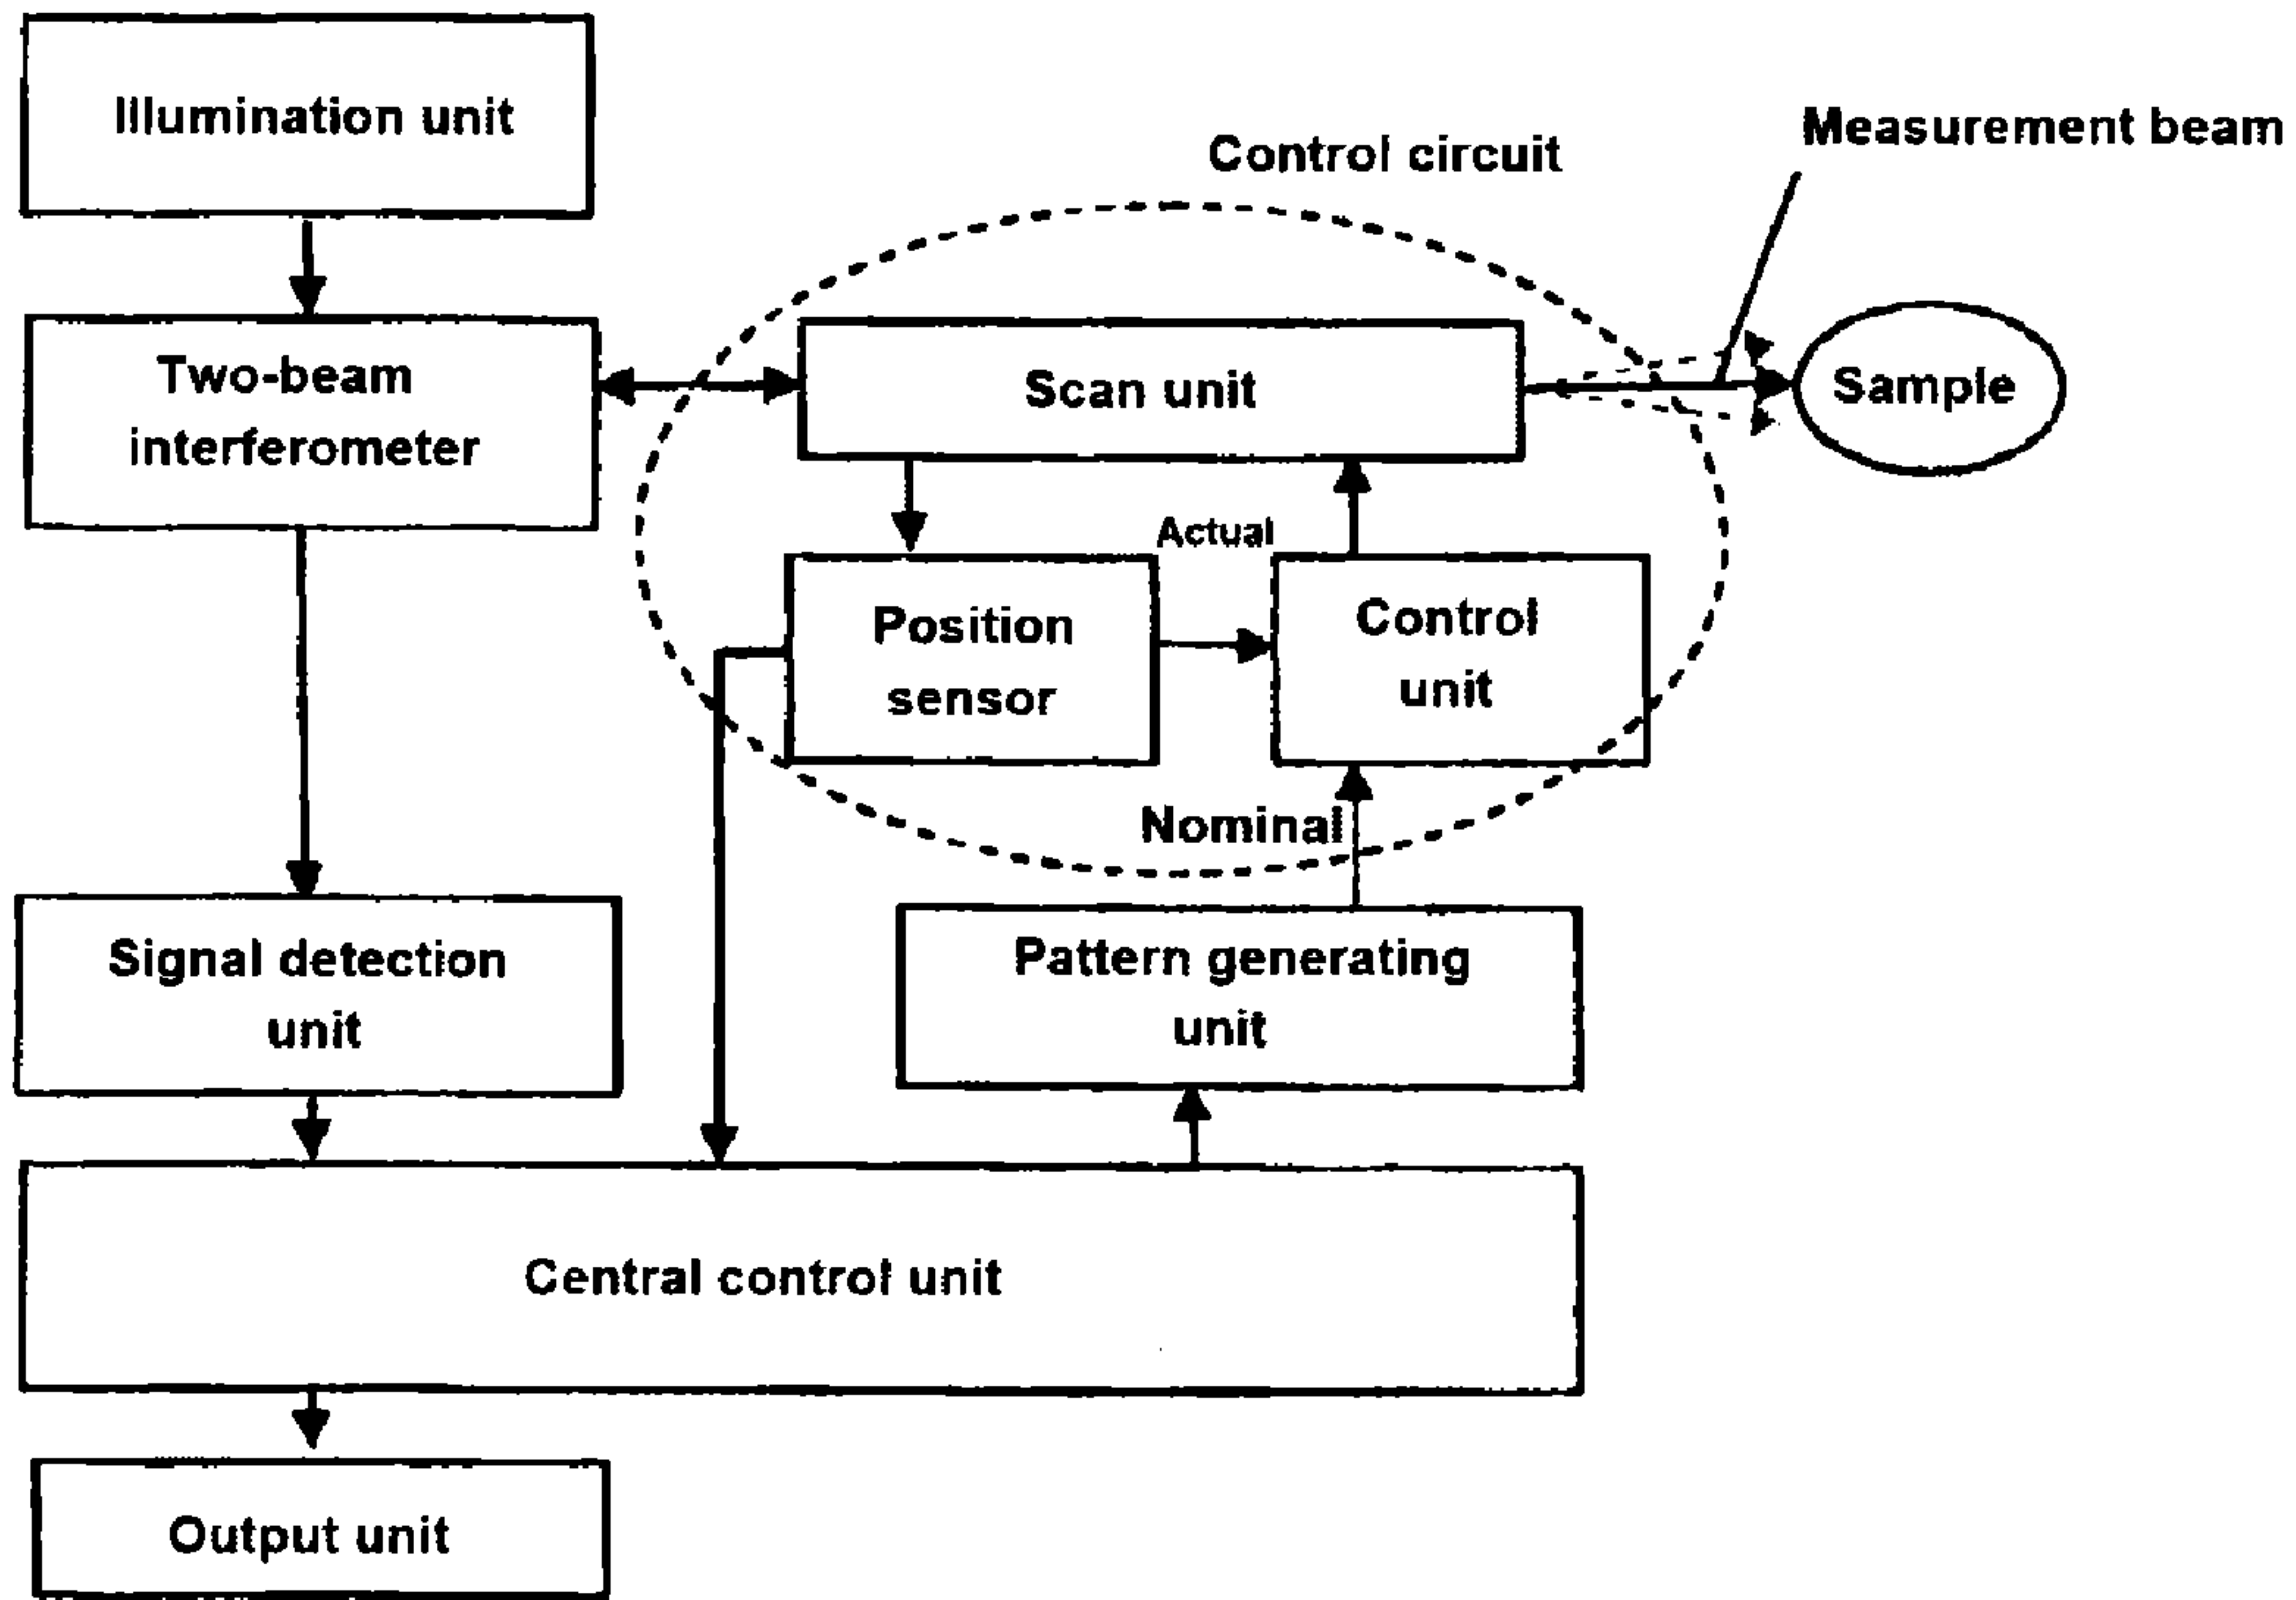 Illumination unit
Control circuit
Measurement beam
Two-beam
interferometer
Scan unit
Sample
Actual
Position
sensor
Control
unit
Nominal
Signal detection
unit
Pattern generating
unit
Central control unit
Output unit